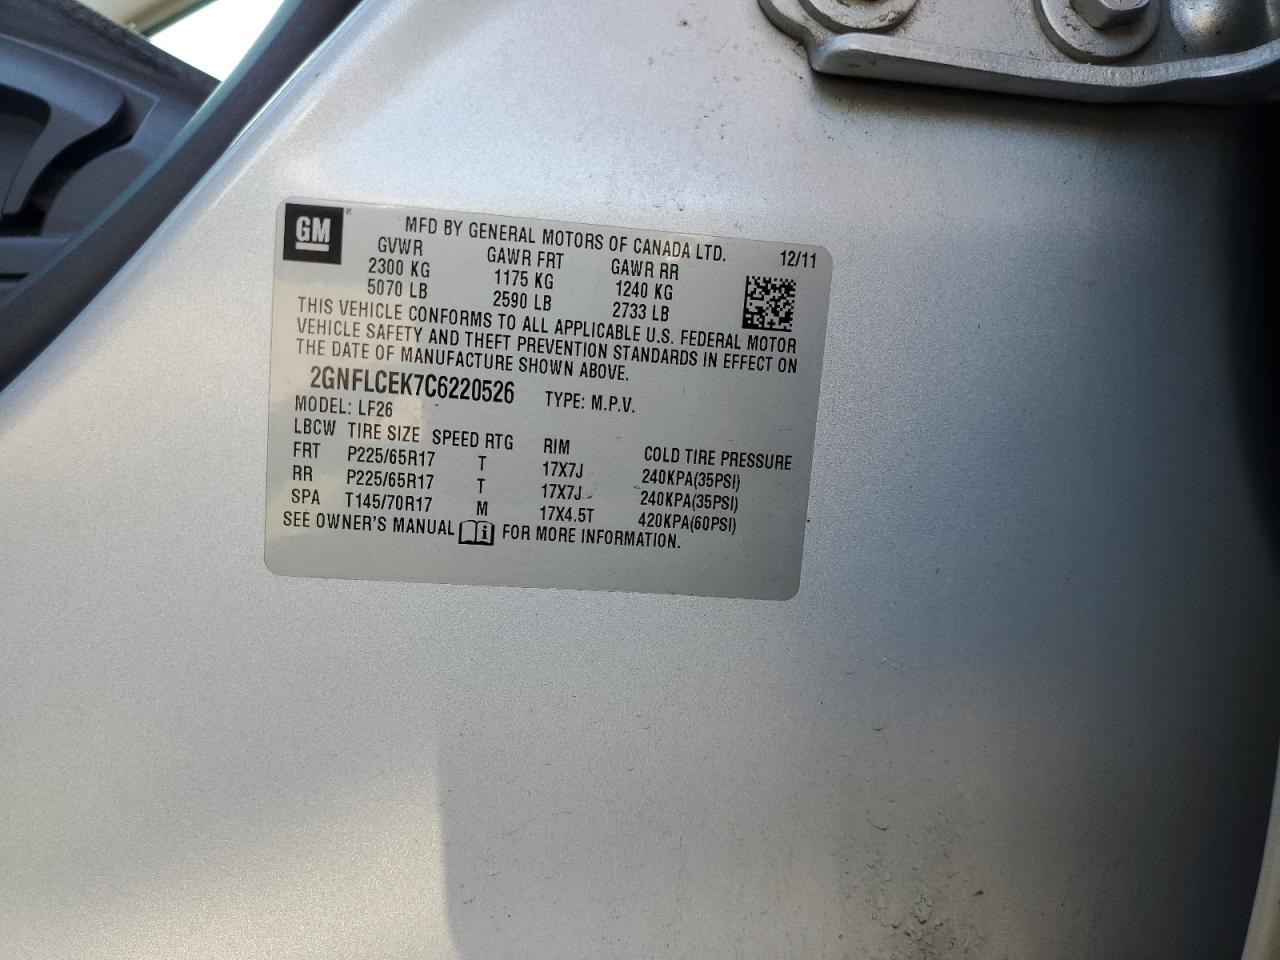 GM®
MFD BY GENERAL MOTORS OF CANADA LTD. 12/11
GVWR GAWR FRT GAWR RR
2300 KG 1175 KG 1240 KG
5070 LB 2590 LB 2733 LB
THIS VEHICLE CONFORMS TO ALL APPLICABLE U.S. FEDERAL MOTOR
VEHICLE SAFETY AND THEFT PREVENTION STANDARDS IN EFFECT ON
THE DATE OF MANUFACTURE SHOWN ABOVE.
2GNFLCEK7C6220526 TYPE: M.P.V.
MODEL: LF26
LBCW TIRE SIZE SPEED RTG RIM COLD TIRE PRESSURE
FRT P225/65R17 T 17X7J 240KPA(35PSI)
RR P225/65R17 T 17X7J 240KPA(35PSI)
SPA T145/70R17 M 17X4.5T 420KPA(60PSI)
SEE OWNER'S MANUAL i FOR MORE INFORMATION.